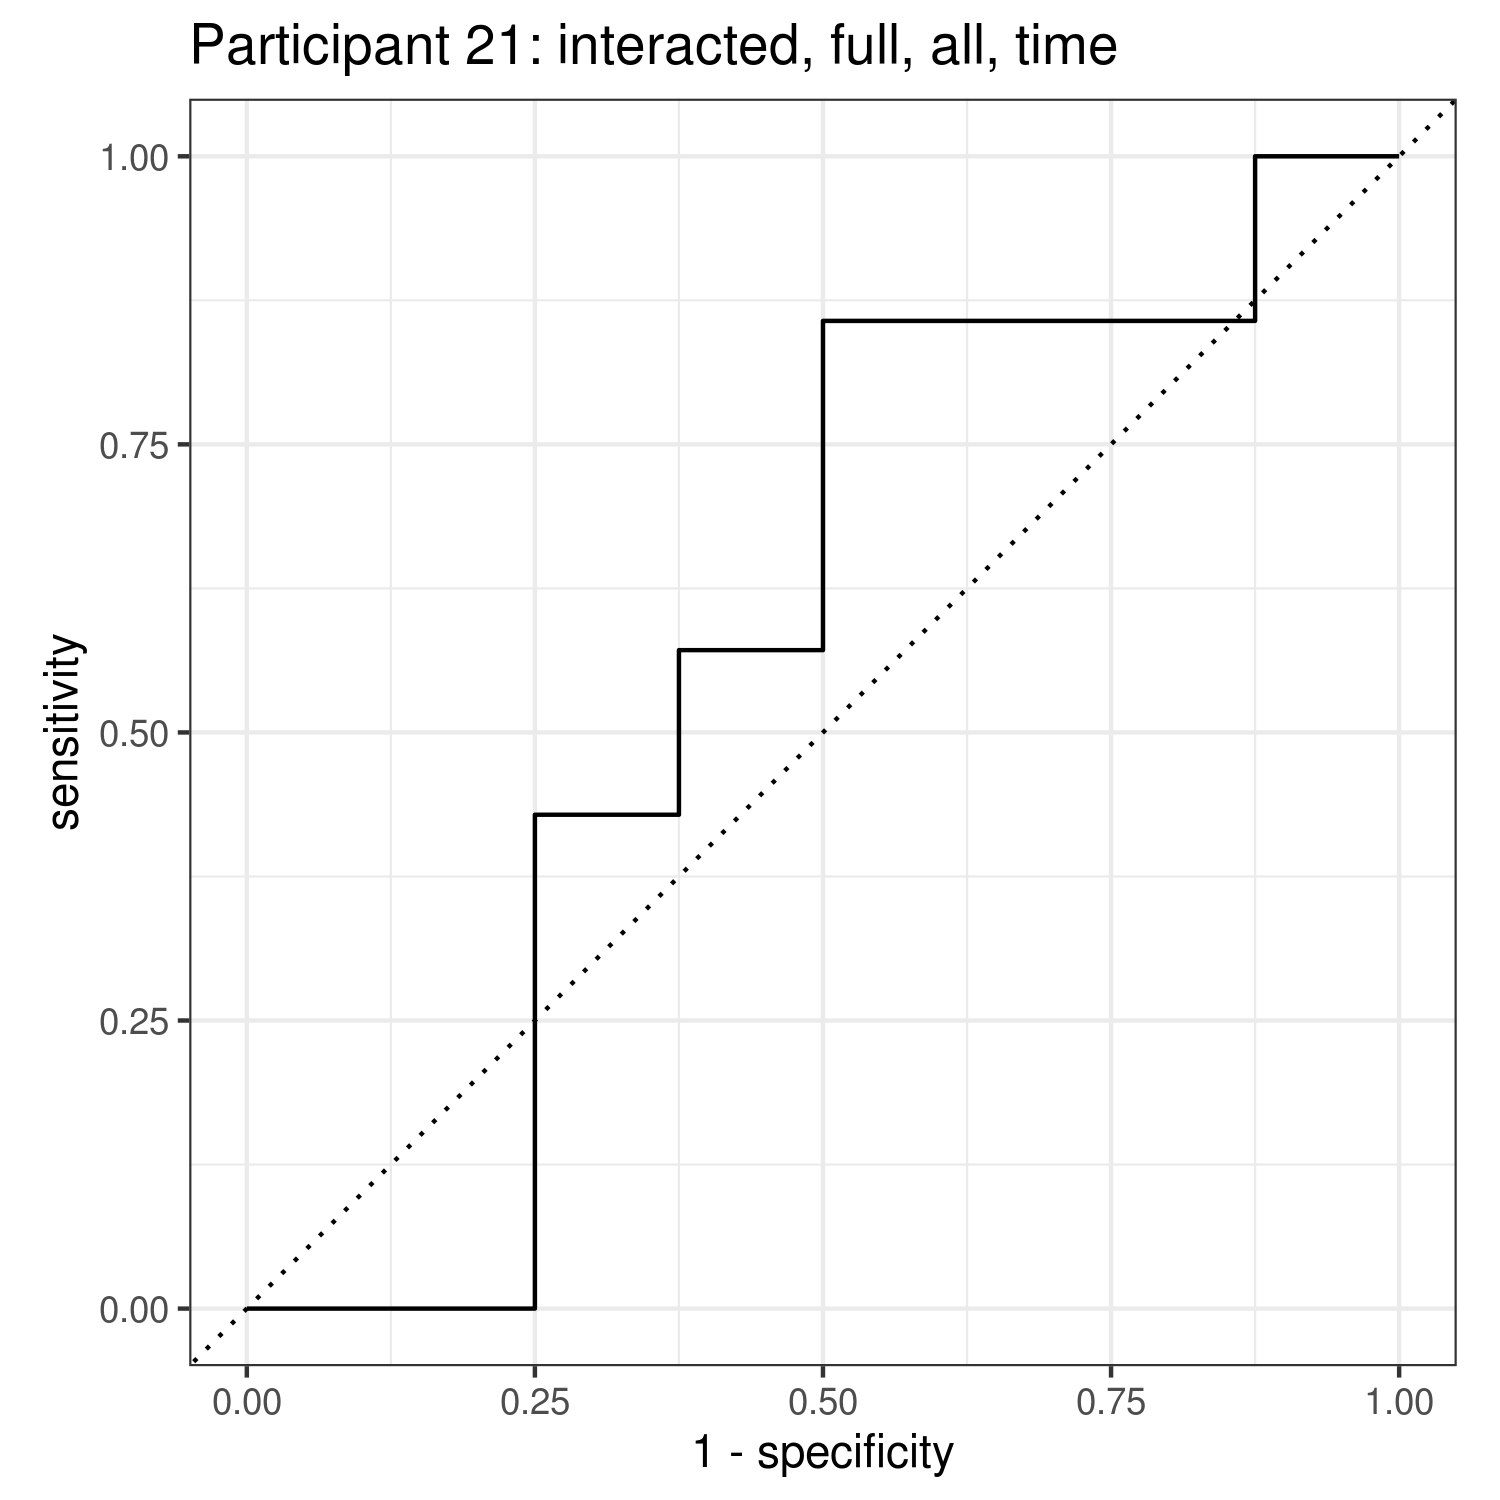 Participant 21: interacted, full, all, time
1.00
0.75
0.50
0.25
0.00
sensitivity
0.00 0.25 0.50 0.75 1.00
1 - specificity